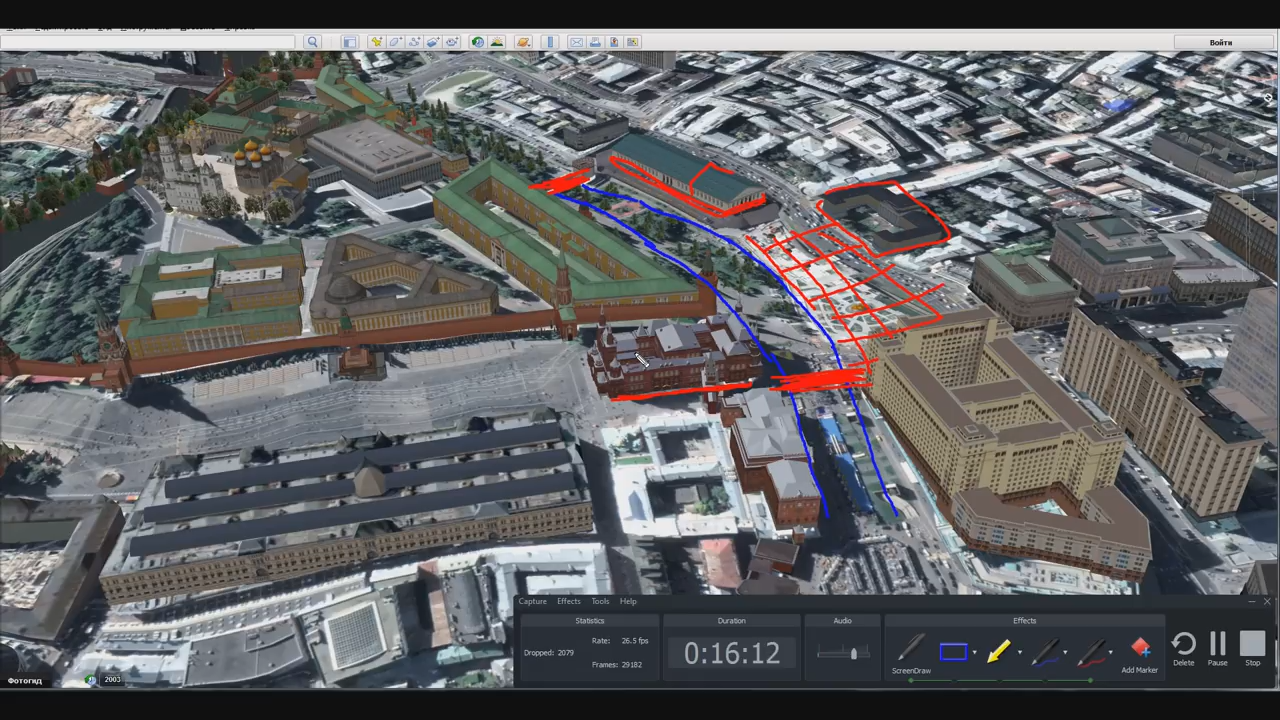 Войти
Capture Effects Tools Help
Statistics
Rate: 26.5 fps
Dropped: 2079
Frames: 29182
Duration
0:16:12
Audio
Effects
ScreenDraw
Add Marker
Delete
Pause
Stop
Фотогид
2003